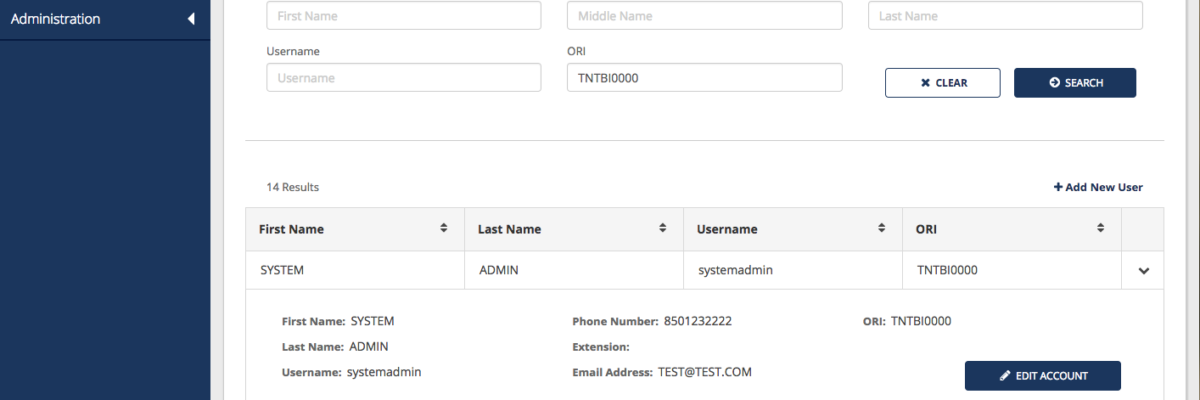 Administration
First Name Middle Name Last Name
Username ORI
Username TNTBI0000 CLEAR SEARCH
14 Results Add New User
First Name Last Name Username ORI
SYSTEM ADMIN systemadmin TNTBI0000
First Name: SYSTEM Phone Number: 8501232222 ORI: TNTBI0000
Last Name: ADMIN Extension:
Username: systemadmin Email Address: TEST@TEST.COM
EDIT ACCOUNT